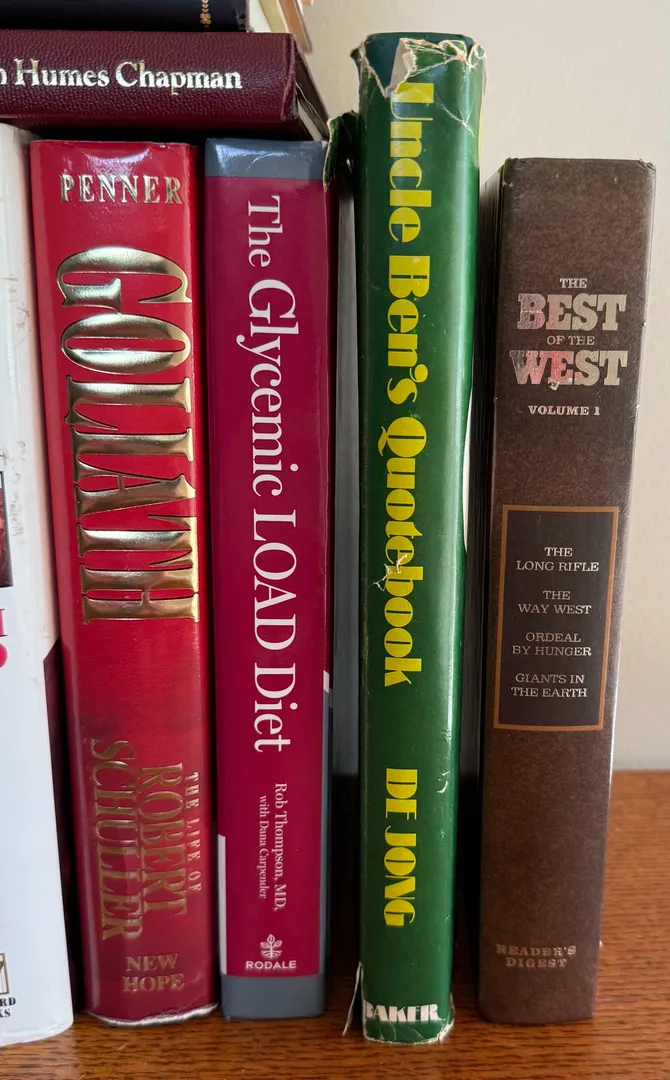 Humes Chapman
PENNER
GOLIATH
THE LIFE OF
ROBERT
SCHULLER
NEW
HOPE
The Glycemic LOAD Diet
Rob Thompson, MD,
with Dana Carpender
RODALE
Uncle Ben's Quotebook
DE JONG
BAKER
THE
BEST
OF THE
WEST
VOLUME 1
THE
LONG RIFLE
THE
WAY WEST
ORDEAL
BY HUNGER
GIANTS IN
THE EARTH
READER'S
DIGEST